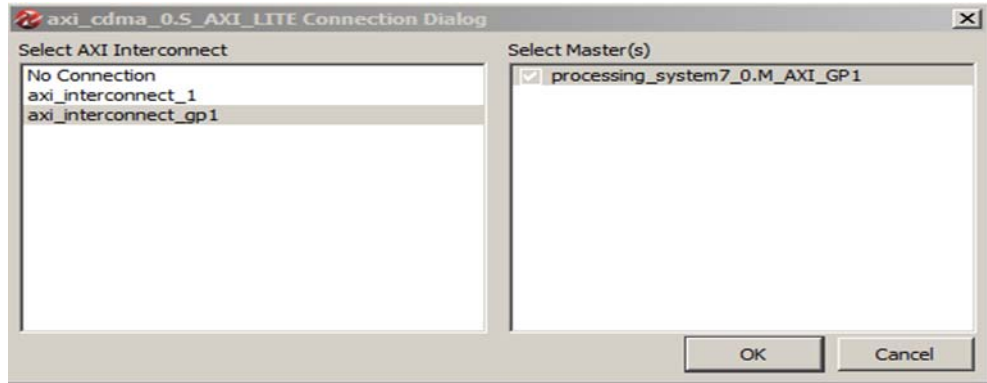 axi_cdma_0.S_AXI_LITE Connection Dialog
Select AXI Interconnect
No Connection
axi_interconnect_1
axi_interconnect_gp1
Select Master(s)
processing_system7_0.M_AXI_GP1
OK
Cancel